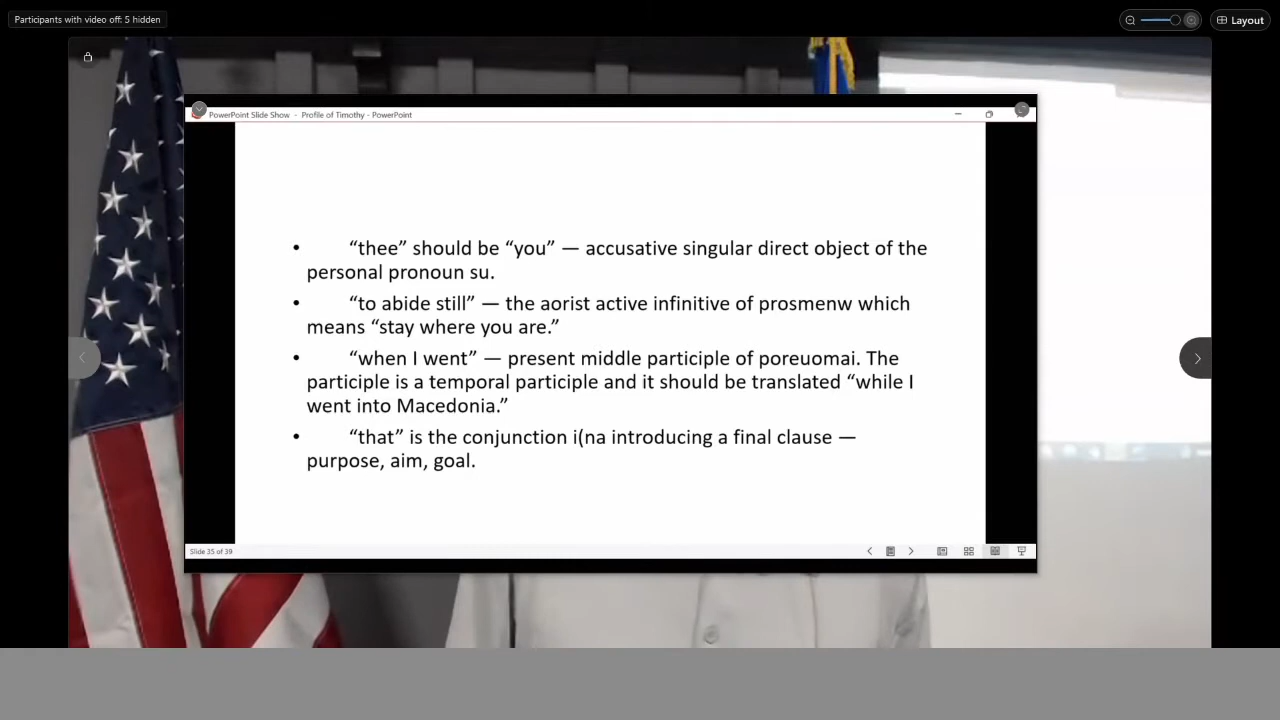 Participants with video off: 5 hidden
Layout
PowerPoint Slide Show - Profile of Timothy - PowerPoint
• “thee” should be “you” — accusative singular direct object of the
personal pronoun su.
• “to abide still” — the aorist active infinitive of prosmenw which
means “stay where you are.”
• “when I went” — present middle participle of poreuomai. The
participle is a temporal participle and it should be translated “while I
went into Macedonia.”
• “that” is the conjunction i(na introducing a final clause —
purpose, aim, goal.
Slide 35 of 39